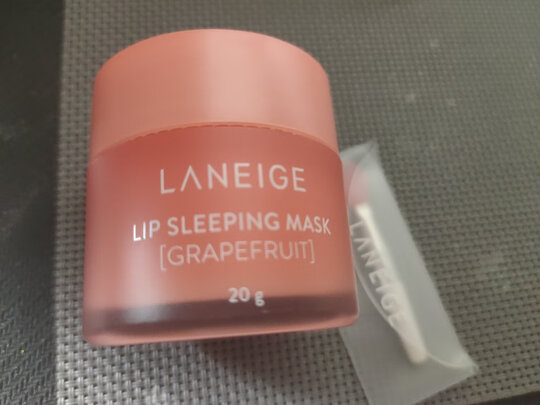 LANEIGE
LIP SLEEPING MASK
[GRAPEFRUIT]
20 g
LANEIGE